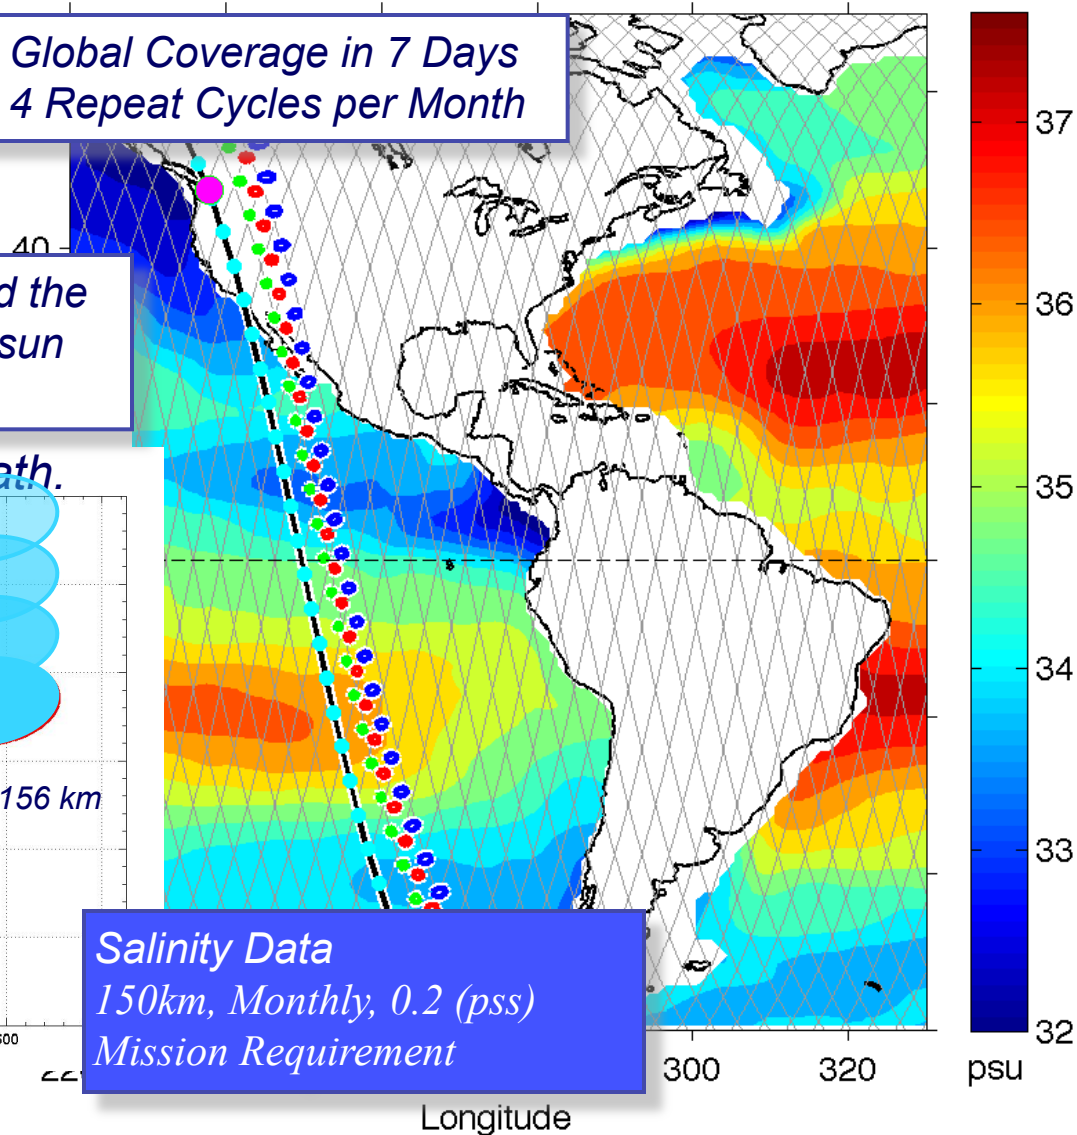 Global Coverage in 7 Days
4 Repeat Cycles per Month
37
40
the
sun
36
35
34
156 km
33
Salinity Data
150km, Monthly, 0.2 (pss)
Mission Requirement
32
300
320
psu
Longitude